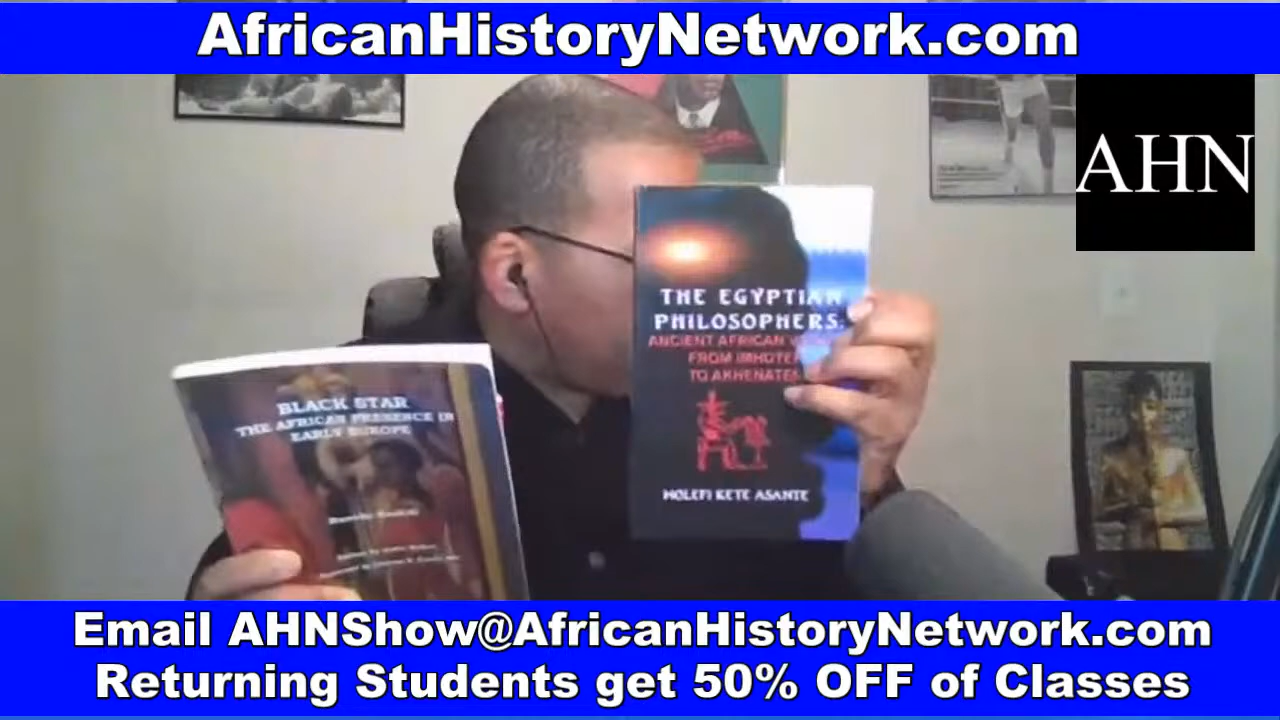 AfricanHistoryNetwork.com
AHN
THE EGYPTIAN
PHILOSOPHERS:
ANCIENT AFRICAN
FROM IMHOTEP
TO AKHENATEN
MOLEFI KETE ASANTE
BLACK STAR
THE AFRICAN PRESENCE IN
EARLY EUROPE
Email AHNShow@AfricanHistoryNetwork.com
Returning Students get 50% OFF of Classes